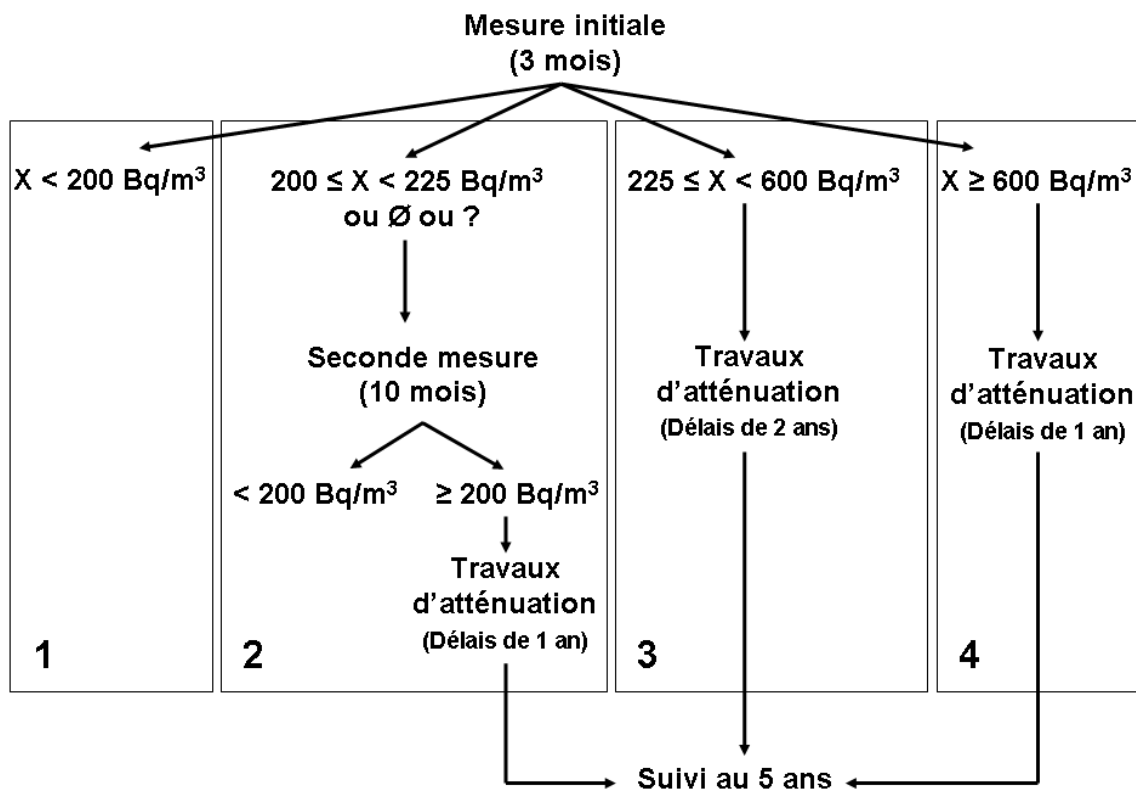 Mesure initiale
(3 mois)
X < 200 Bq/m³
200 ≤ X < 225 Bq/m³
ou Ø ou ?
225 ≤ X < 600 Bq/m³
X ≥ 600 Bq/m³
Seconde mesure
(10 mois)
< 200 Bq/m³
≥ 200 Bq/m³
Travaux
d’atténuation
(Délais de 1 an)
Travaux
d’atténuation
(Délais de 2 ans)
Travaux
d’atténuation
(Délais de 1 an)
1
2
3
4
Suivi au 5 ans